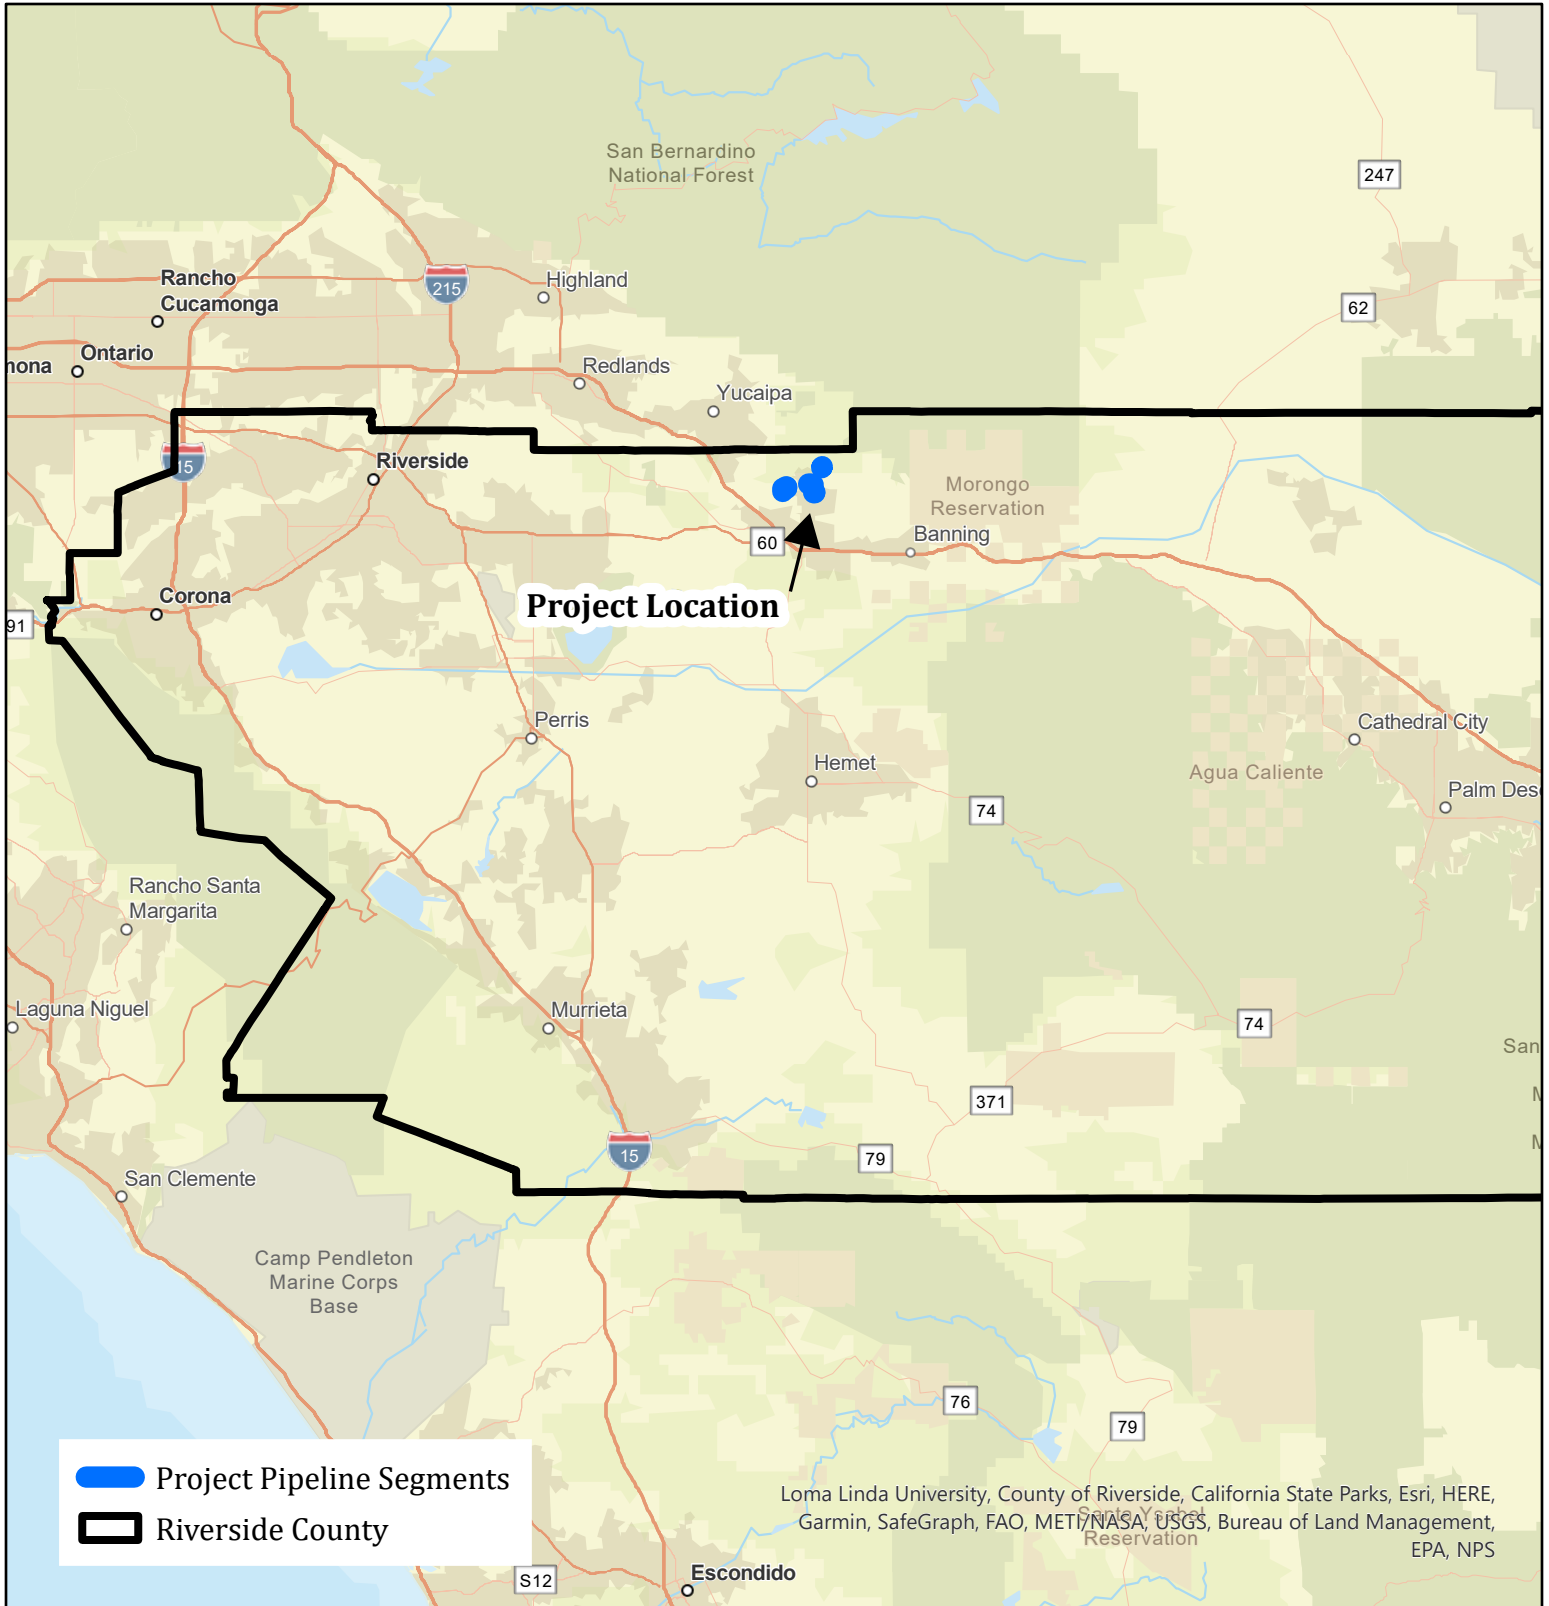 San Bernardino
National Forest
247
Rancho
Cucamonga
215
Highland
62
Ontario
mona
Redlands
Yucaipa
15
Riverside
Morongo
Reservation
60
Banning
Corona
Project Location
91
Perris
Cathedral City
Hemet
Agua Caliente
74
Palm Des
Rancho Santa
Margarita
Laguna Niguel
Murrieta
74
San
371
M
M
15
79
San Clemente
Camp Pendleton
Marine Corps
Base
76
79
Project Pipeline Segments
Riverside County
Loma Linda University, County of Riverside, California State Parks, Esri, HERE,
Garmin, SafeGraph, FAO, METI/NASA, USGS, Bureau of Land Management,
EPA, NPS
Santa Ysabel
Reservation
S12
Escondido